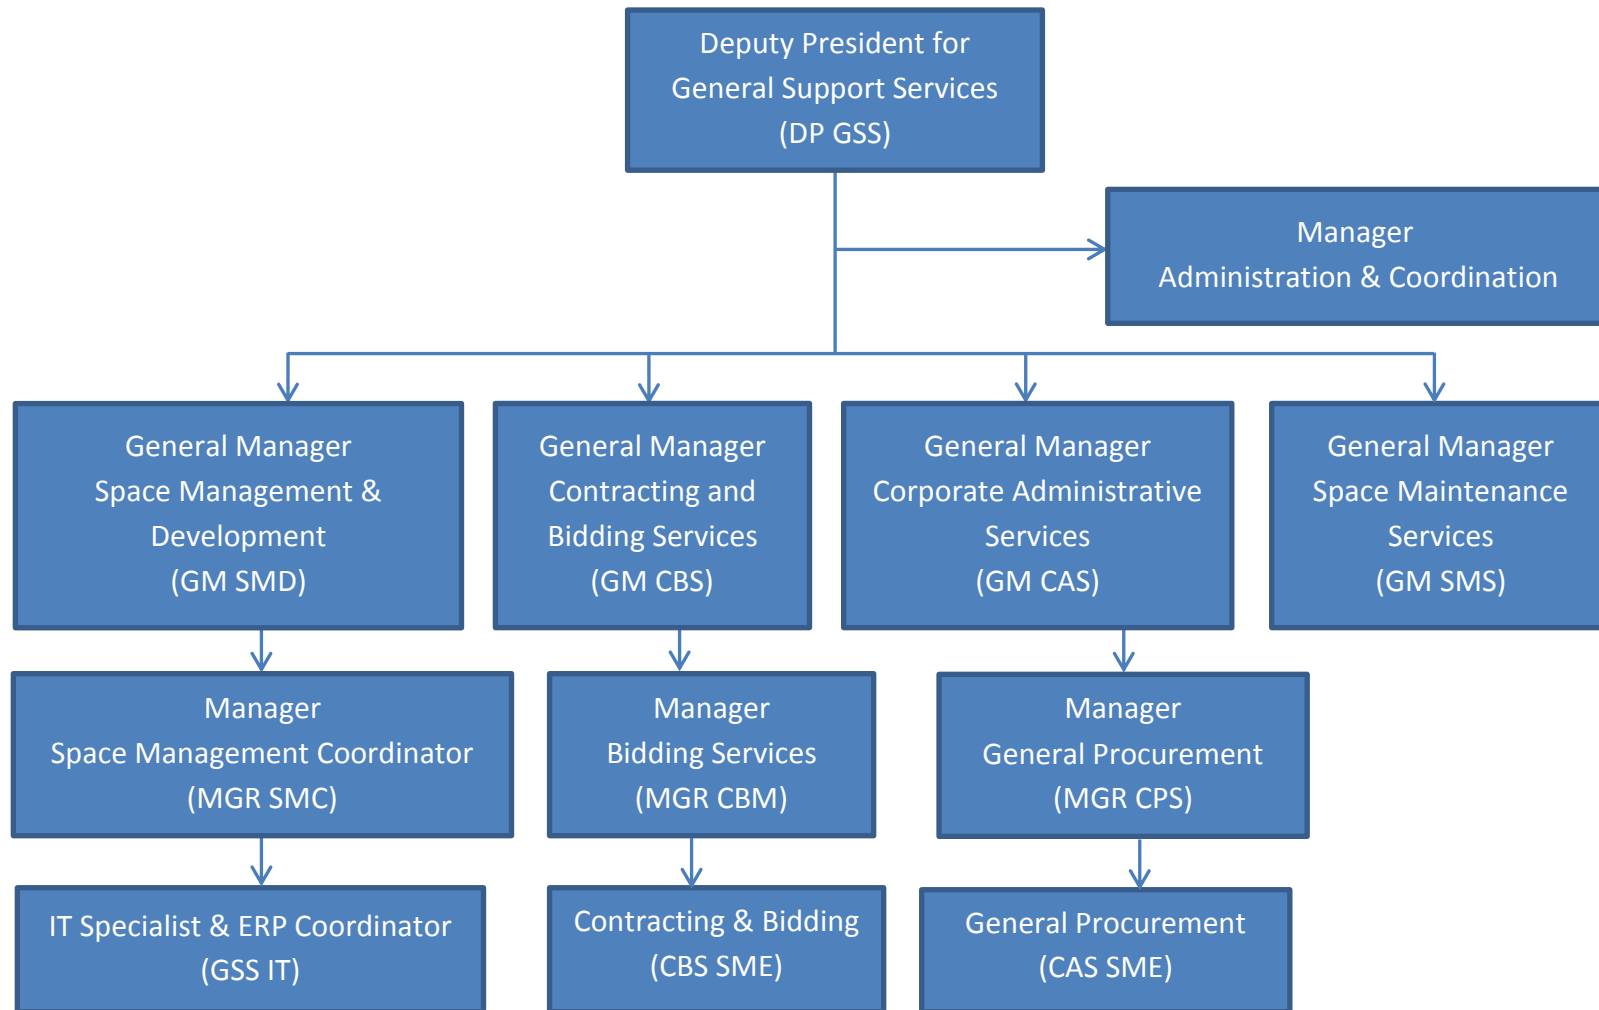 Deputy President for
General Support Services
(DP GSS)
Manager
Administration & Coordination
General Manager
Space Management &
Development
(GM SMD)
General Manager
Contracting and
Bidding Services
(GM CBS)
General Manager
Corporate Administrative
Services
(GM CAS)
General Manager
Space Maintenance
Services
(GM SMS)
Manager
Space Management Coordinator
(MGR SMC)
Manager
Bidding Services
(MGR CBM)
Manager
General Procurement
(MGR CPS)
IT Specialist & ERP Coordinator
(GSS IT)
Contracting & Bidding
(CBS SME)
General Procurement
(CAS SME)